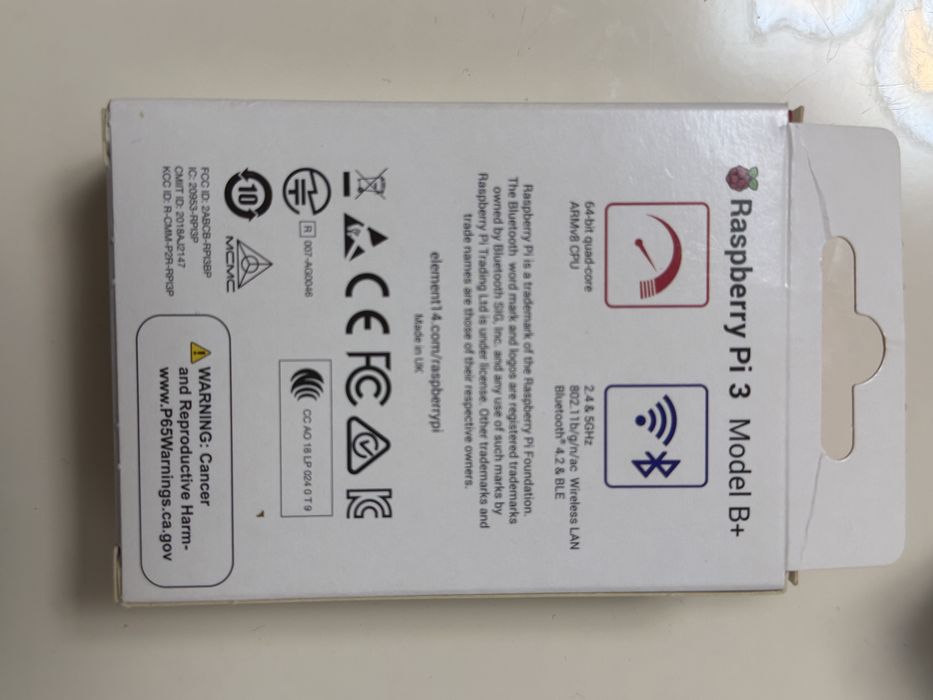 Raspberry Pi 3 Model B+
64-bit quad-core
ARMv8 CPU
2.4 & 5GHz
802.11b/g/n/ac Wireless LAN
Bluetooth® 4.2 & BLE
Raspberry Pi is a trademark of the Raspberry Pi Foundation.
The Bluetooth word mark and logos are registered trademarks
owned by Bluetooth SIG, Inc. and any use of such marks by
Raspberry Pi Trading Ltd is under license. Other trademarks and
trade names are those of their respective owners.
element14.com/raspberrypi
Made in UK
CE FC
R 007-AG0046
CC AO 18 LP 024 0 T 9
10
MCMC
FCC ID: 2ABCB-RPI3BP
IC: 20953-RPI3P
CMIIT ID: 2018AJ2147
KCC ID: R-CMM-P2R-RPI3P
WARNING: Cancer
and Reproductive Harm-
www.P65Warnings.ca.gov